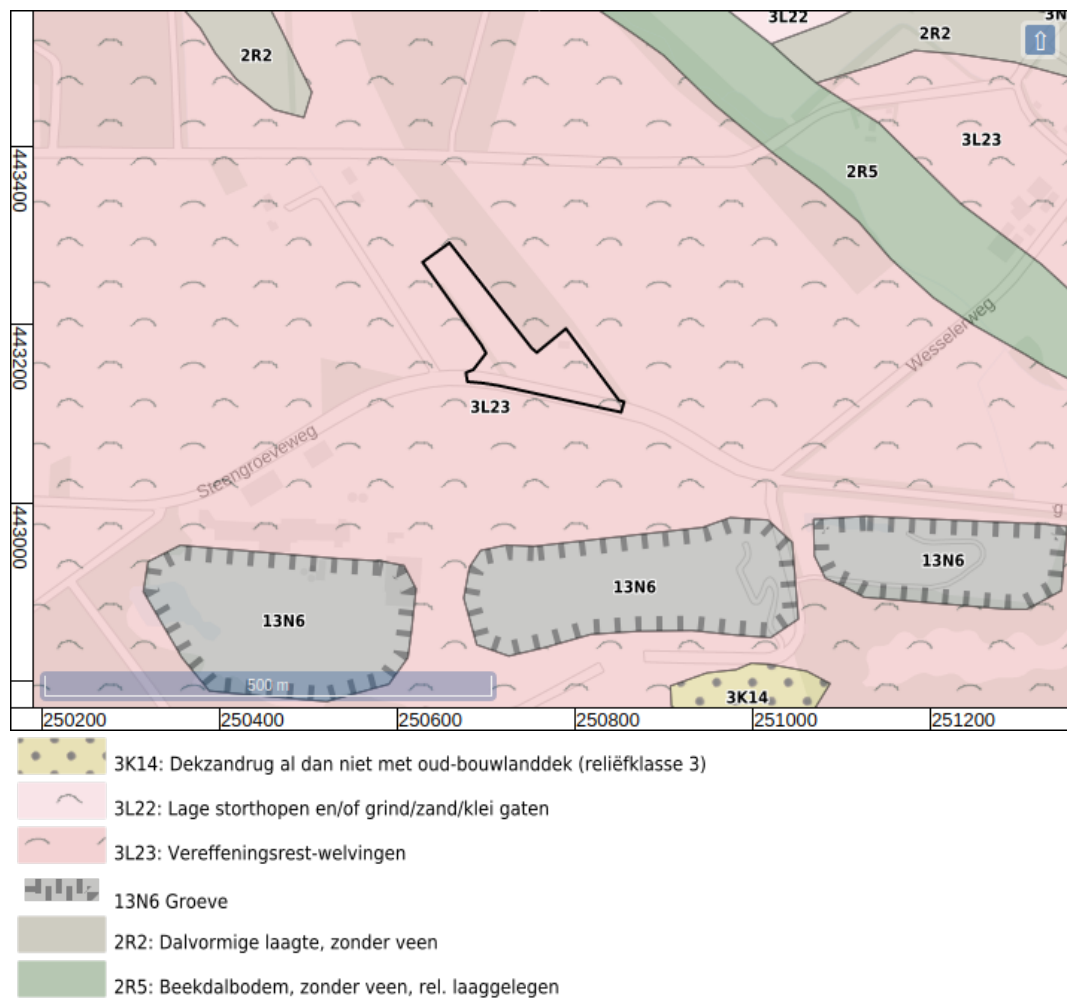 3L22
3N
2R2
2R2
3L23
2R5
443400
443200
443000
Wesselerweg
3L23
Steengroeveweg
g
13N6
13N6
13N6
3K14
500 m
250200
250400
250600
250800
251000
251200
3K14: Dekzandrug al dan niet met oud-bouwlanddek (reliëfklasse 3)
3L22: Lage storthopen en/of grind/zand/klei gaten
3L23: Vereffeningsrest-welvingen
13N6 Groeve
2R2: Dalvormige laagte, zonder veen
2R5: Beekdalbodem, zonder veen, rel. laaggelegen